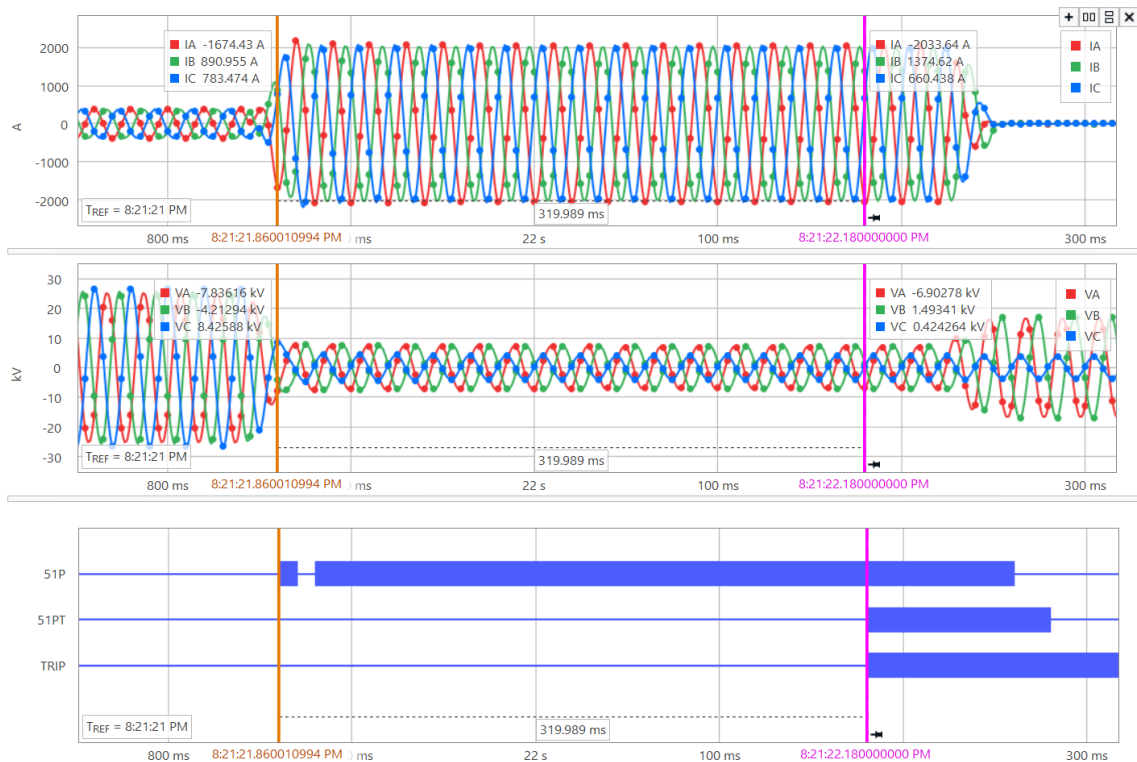 2000
1000
0
-1000
-2000
A
IA -1674.43 A
IB 890.955 A
IC 783.474 A
IA -2033.64 A
IB 1374.62 A
IC 660.438 A
IA
IB
IC
TREF = 8:21:21 PM
319.989 ms
800 ms
8:21:21.860010994 PM
) ms
22 s
100 ms
8:21:22.180000000 PM
300 ms
30
20
10
0
-10
-20
-30
kV
VA -7.83616 kV
VB -4.21294 kV
VC 8.42588 kV
VA -6.90278 kV
VB 1.49341 kV
VC 0.424264 kV
VA
VB
VC
TREF = 8:21:21 PM
319.989 ms
800 ms
8:21:21.860010994 PM
) ms
22 s
100 ms
8:21:22.180000000 PM
300 ms
51P
51PT
TRIP
TREF = 8:21:21 PM
319.989 ms
800 ms
8:21:21.860010994 PM
) ms
22 s
100 ms
8:21:22.180000000 PM
300 ms